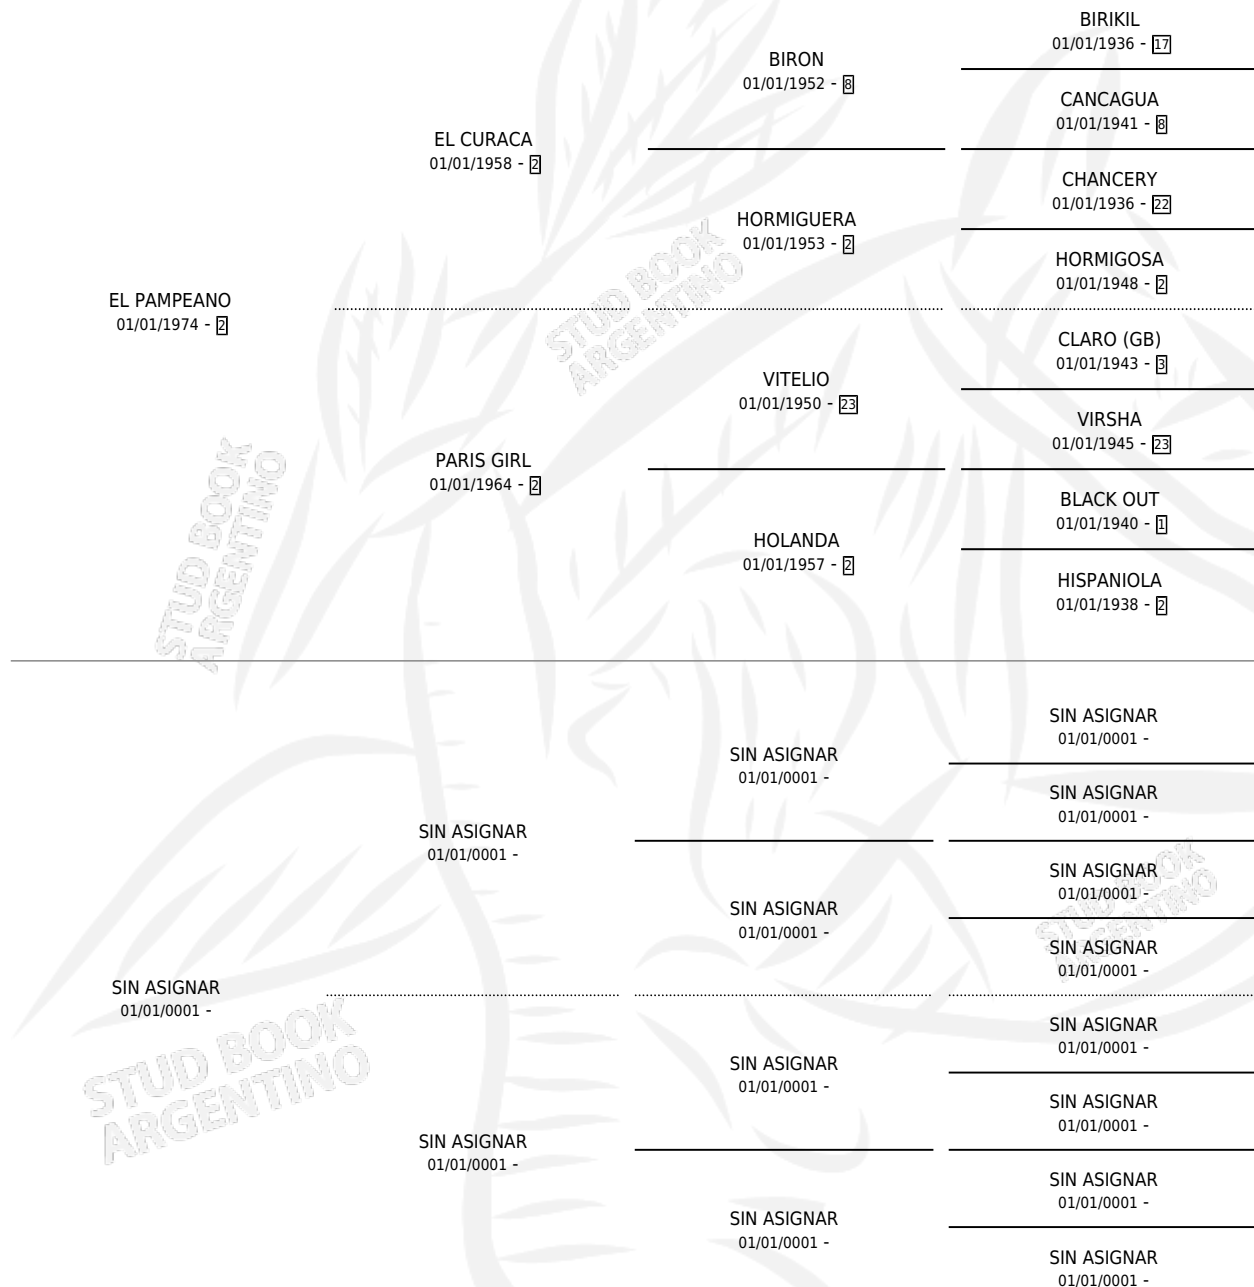 BIRIKIL
01/01/1936 - 17
BIRON
01/01/1952 - 8
CANCAGUA
01/01/1941 - 8
EL CURACA
01/01/1958 - 2
CHANCERY
01/01/1936 - 22
HORMIGUERA
01/01/1953 - 2
HORMIGOSA
01/01/1948 - 2
EL PAMPEANO
01/01/1974 - 2
CLARO (GB)
01/01/1943 - 3
VITELIO
01/01/1950 - 23
VIRSHA
01/01/1945 - 23
PARIS GIRL
01/01/1964 - 2
BLACK OUT
01/01/1940 - 1
HOLANDA
01/01/1957 - 2
HISPANIOLA
01/01/1938 - 2
STUD BOOK
ARGENTINO
STUD BOOK
ARGENTINO
SIN ASIGNAR
01/01/0001 -
SIN ASIGNAR
01/01/0001 -
SIN ASIGNAR
01/01/0001 -
SIN ASIGNAR
01/01/0001 -
SIN ASIGNAR
01/01/0001 -
SIN ASIGNAR
01/01/0001 -
SIN ASIGNAR
01/01/0001 -
SIN ASIGNAR
01/01/0001 -
SIN ASIGNAR
01/01/0001 -
SIN ASIGNAR
01/01/0001 -
SIN ASIGNAR
01/01/0001 -
SIN ASIGNAR
01/01/0001 -
SIN ASIGNAR
01/01/0001 -
SIN ASIGNAR
01/01/0001 -
SIN ASIGNAR
01/01/0001 -
STUD BOOK
ARGENTINO
STUD BOOK
ARGENTINO